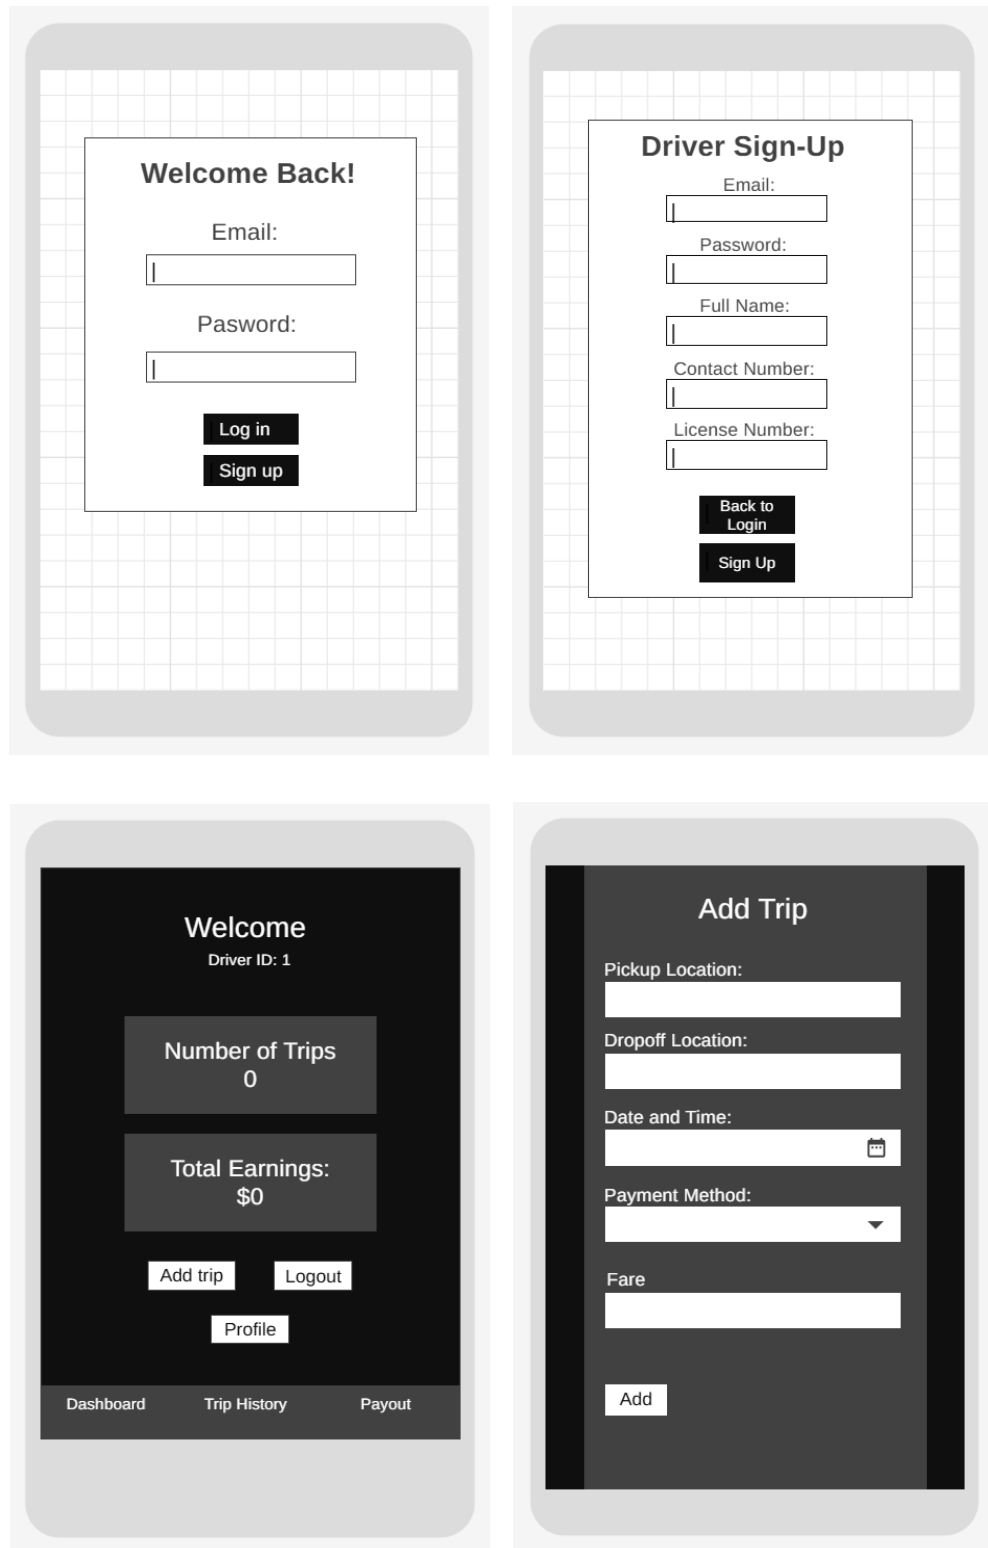 Welcome Back!
Email:
Pasword:
Log in
Sign up
Driver Sign-Up
Email:
Password:
Full Name:
Contact Number:
License Number:
Back to
Login
Sign Up
Welcome
Driver ID: 1
Number of Trips
0
Total Earnings:
$0
Add trip
Logout
Profile
Dashboard
Trip History
Payout
Add Trip
Pickup Location:
Dropoff Location:
Date and Time:
Payment Method:
Fare
Add